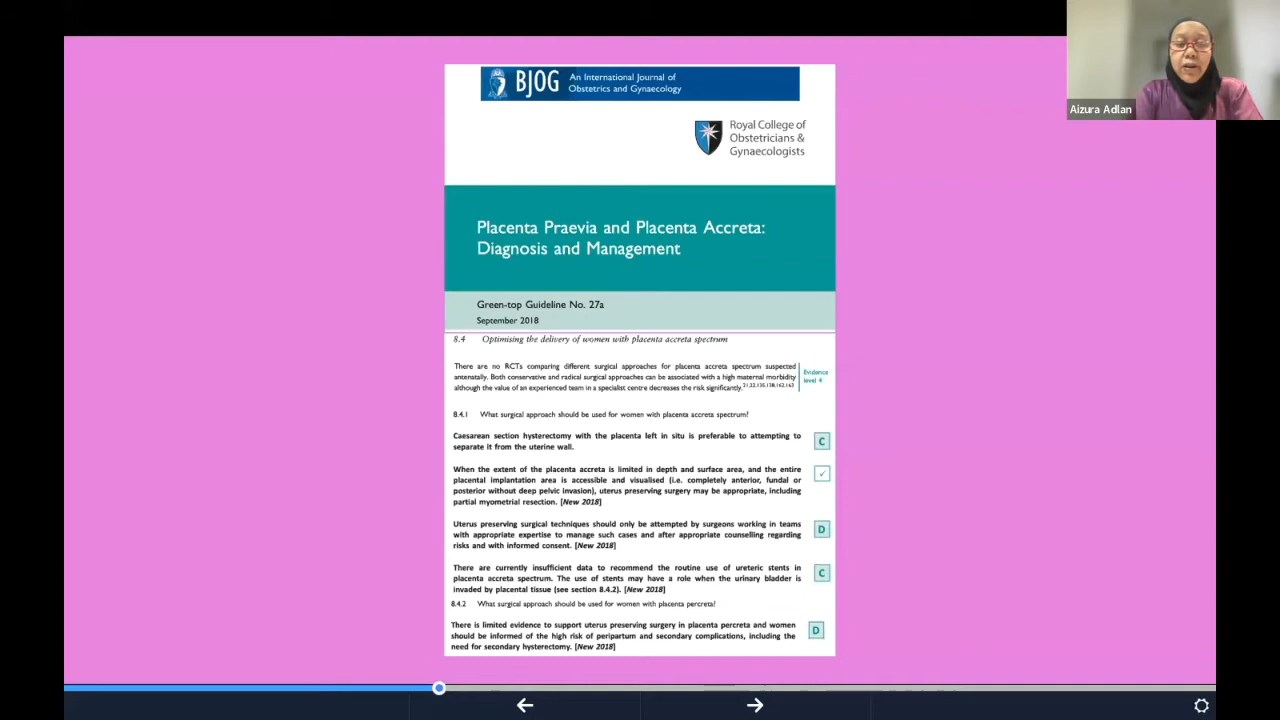 BJOG An International Journal of
Obstetrics and Gynaecology
Royal College of
Obstetricians &
Gynaecologists
Aizura Adlan
Placenta Praevia and Placenta Accreta:
Diagnosis and Management
Green-top Guideline No. 27a
September 2018
8.4 Optimising the delivery of women with placenta accreta spectrum
There are no RCTs comparing different surgical approaches for placenta accreta spectrum suspected
antenatally. Both conservative and radical surgical approaches can be associated with a high maternal morbidity
although the value of an experienced team in a specialist centre decreases the risk significantly.
Evidence
level 4
8.4.1 What surgical approach should be used for women with placenta accreta spectrum?
Caesarean section hysterectomy with the placenta left in situ is preferable to attempting to
separate it from the uterine wall.
C
When the extent of the placenta accreta is limited in depth and surface area, and the entire
placental implantation area is accessible and visualised (i.e. completely anterior, fundal or
posterior without deep pelvic invasion), uterus preserving surgery may be appropriate, including
partial myometrial resection. [New 2018]
✓
Uterus preserving surgical techniques should only be attempted by surgeons working in teams
with appropriate expertise to manage such cases and after appropriate counselling regarding
risks and with informed consent. [New 2018]
D
There are currently insufficient data to recommend the routine use of ureteric stents in
placenta accreta spectrum. The use of stents may have a role when the urinary bladder is
invaded by placental tissue (see section 8.4.2). [New 2018]
C
8.4.2 What surgical approach should be used for women with placenta percreta?
There is limited evidence to support uterus preserving surgery in placenta percreta and women
should be informed of the high risk of peripartum and secondary complications, including the
need for secondary hysterectomy. [New 2018]
D